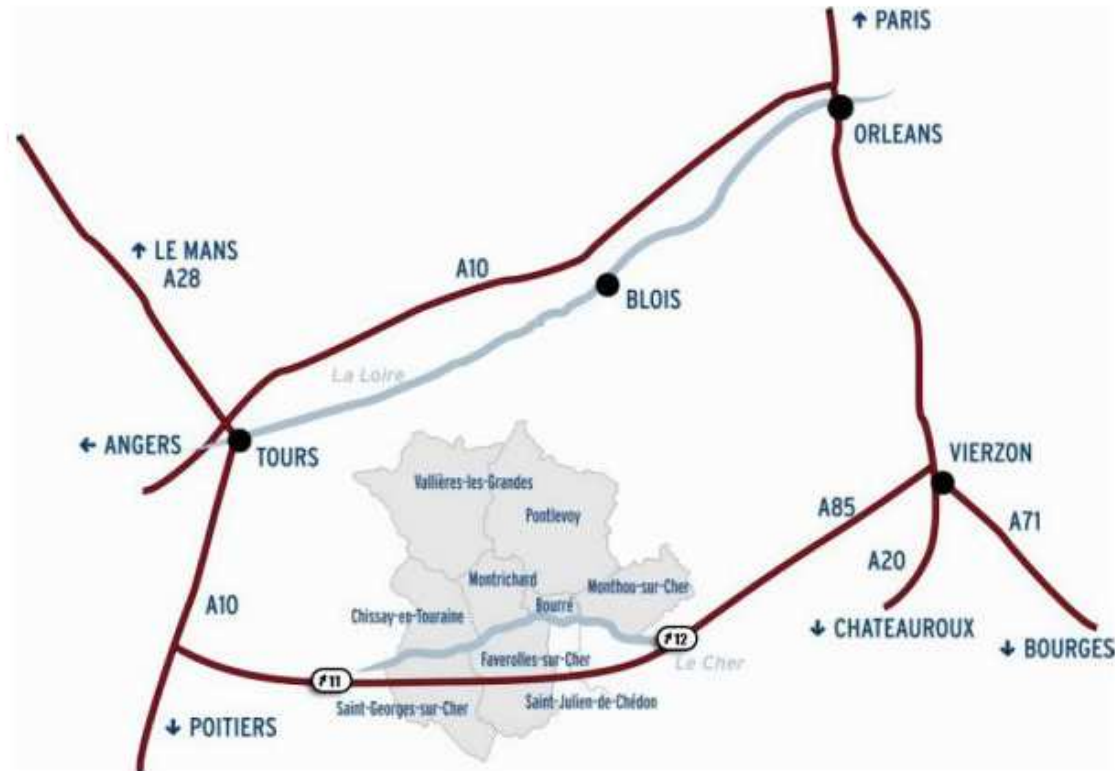 ↑ PARIS
ORLEANS
↑ LE MANS
A28
A10
BLOIS
La Loire
← ANGERS
TOURS
VIERZON
Vallières-les-Grandes
Pontlevoy
A85
A71
A20
Montrichard
Monthou-sur-Cher
Bourré
A10
Chissay-en-Touraine
↓ CHATEAUROUX
↓ BOURGES
12
Le Cher
Faverolles-sur-Cher
11
Saint-Georges-sur-Cher
Saint-Julien-de-Chédon
↓ POITIERS